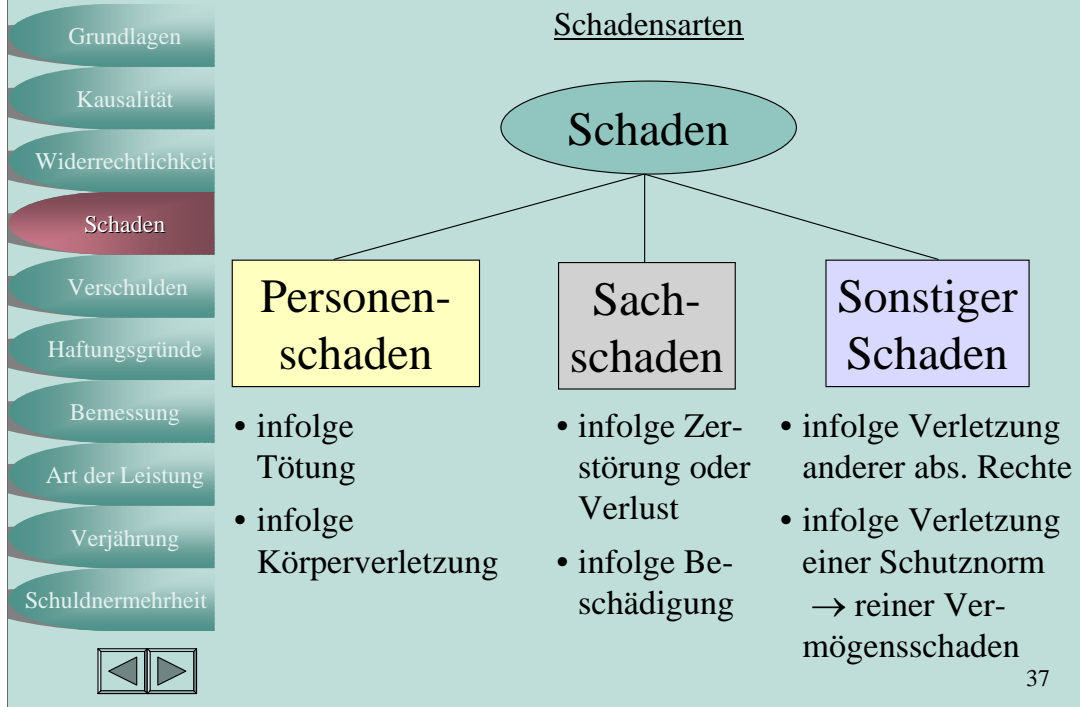 Grundlagen
Kausalität
Widerrechtlichkeit
Schaden
Verschulden
Haftungsgründe
Bemessung
Art der Leistung
Verjährung
Schuldnermehrheit
Schadensarten
Schaden
Personen-
schaden
• infolge
Tötung
• infolge
Körperverletzung
Sach-
schaden
• infolge Zer-
störung oder
Verlust
• infolge Be-
schädigung
Sonstiger
Schaden
• infolge Verletzung
anderer abs. Rechte
• infolge Verletzung
einer Schutznorm
→ reiner Ver-
mögensschaden
37